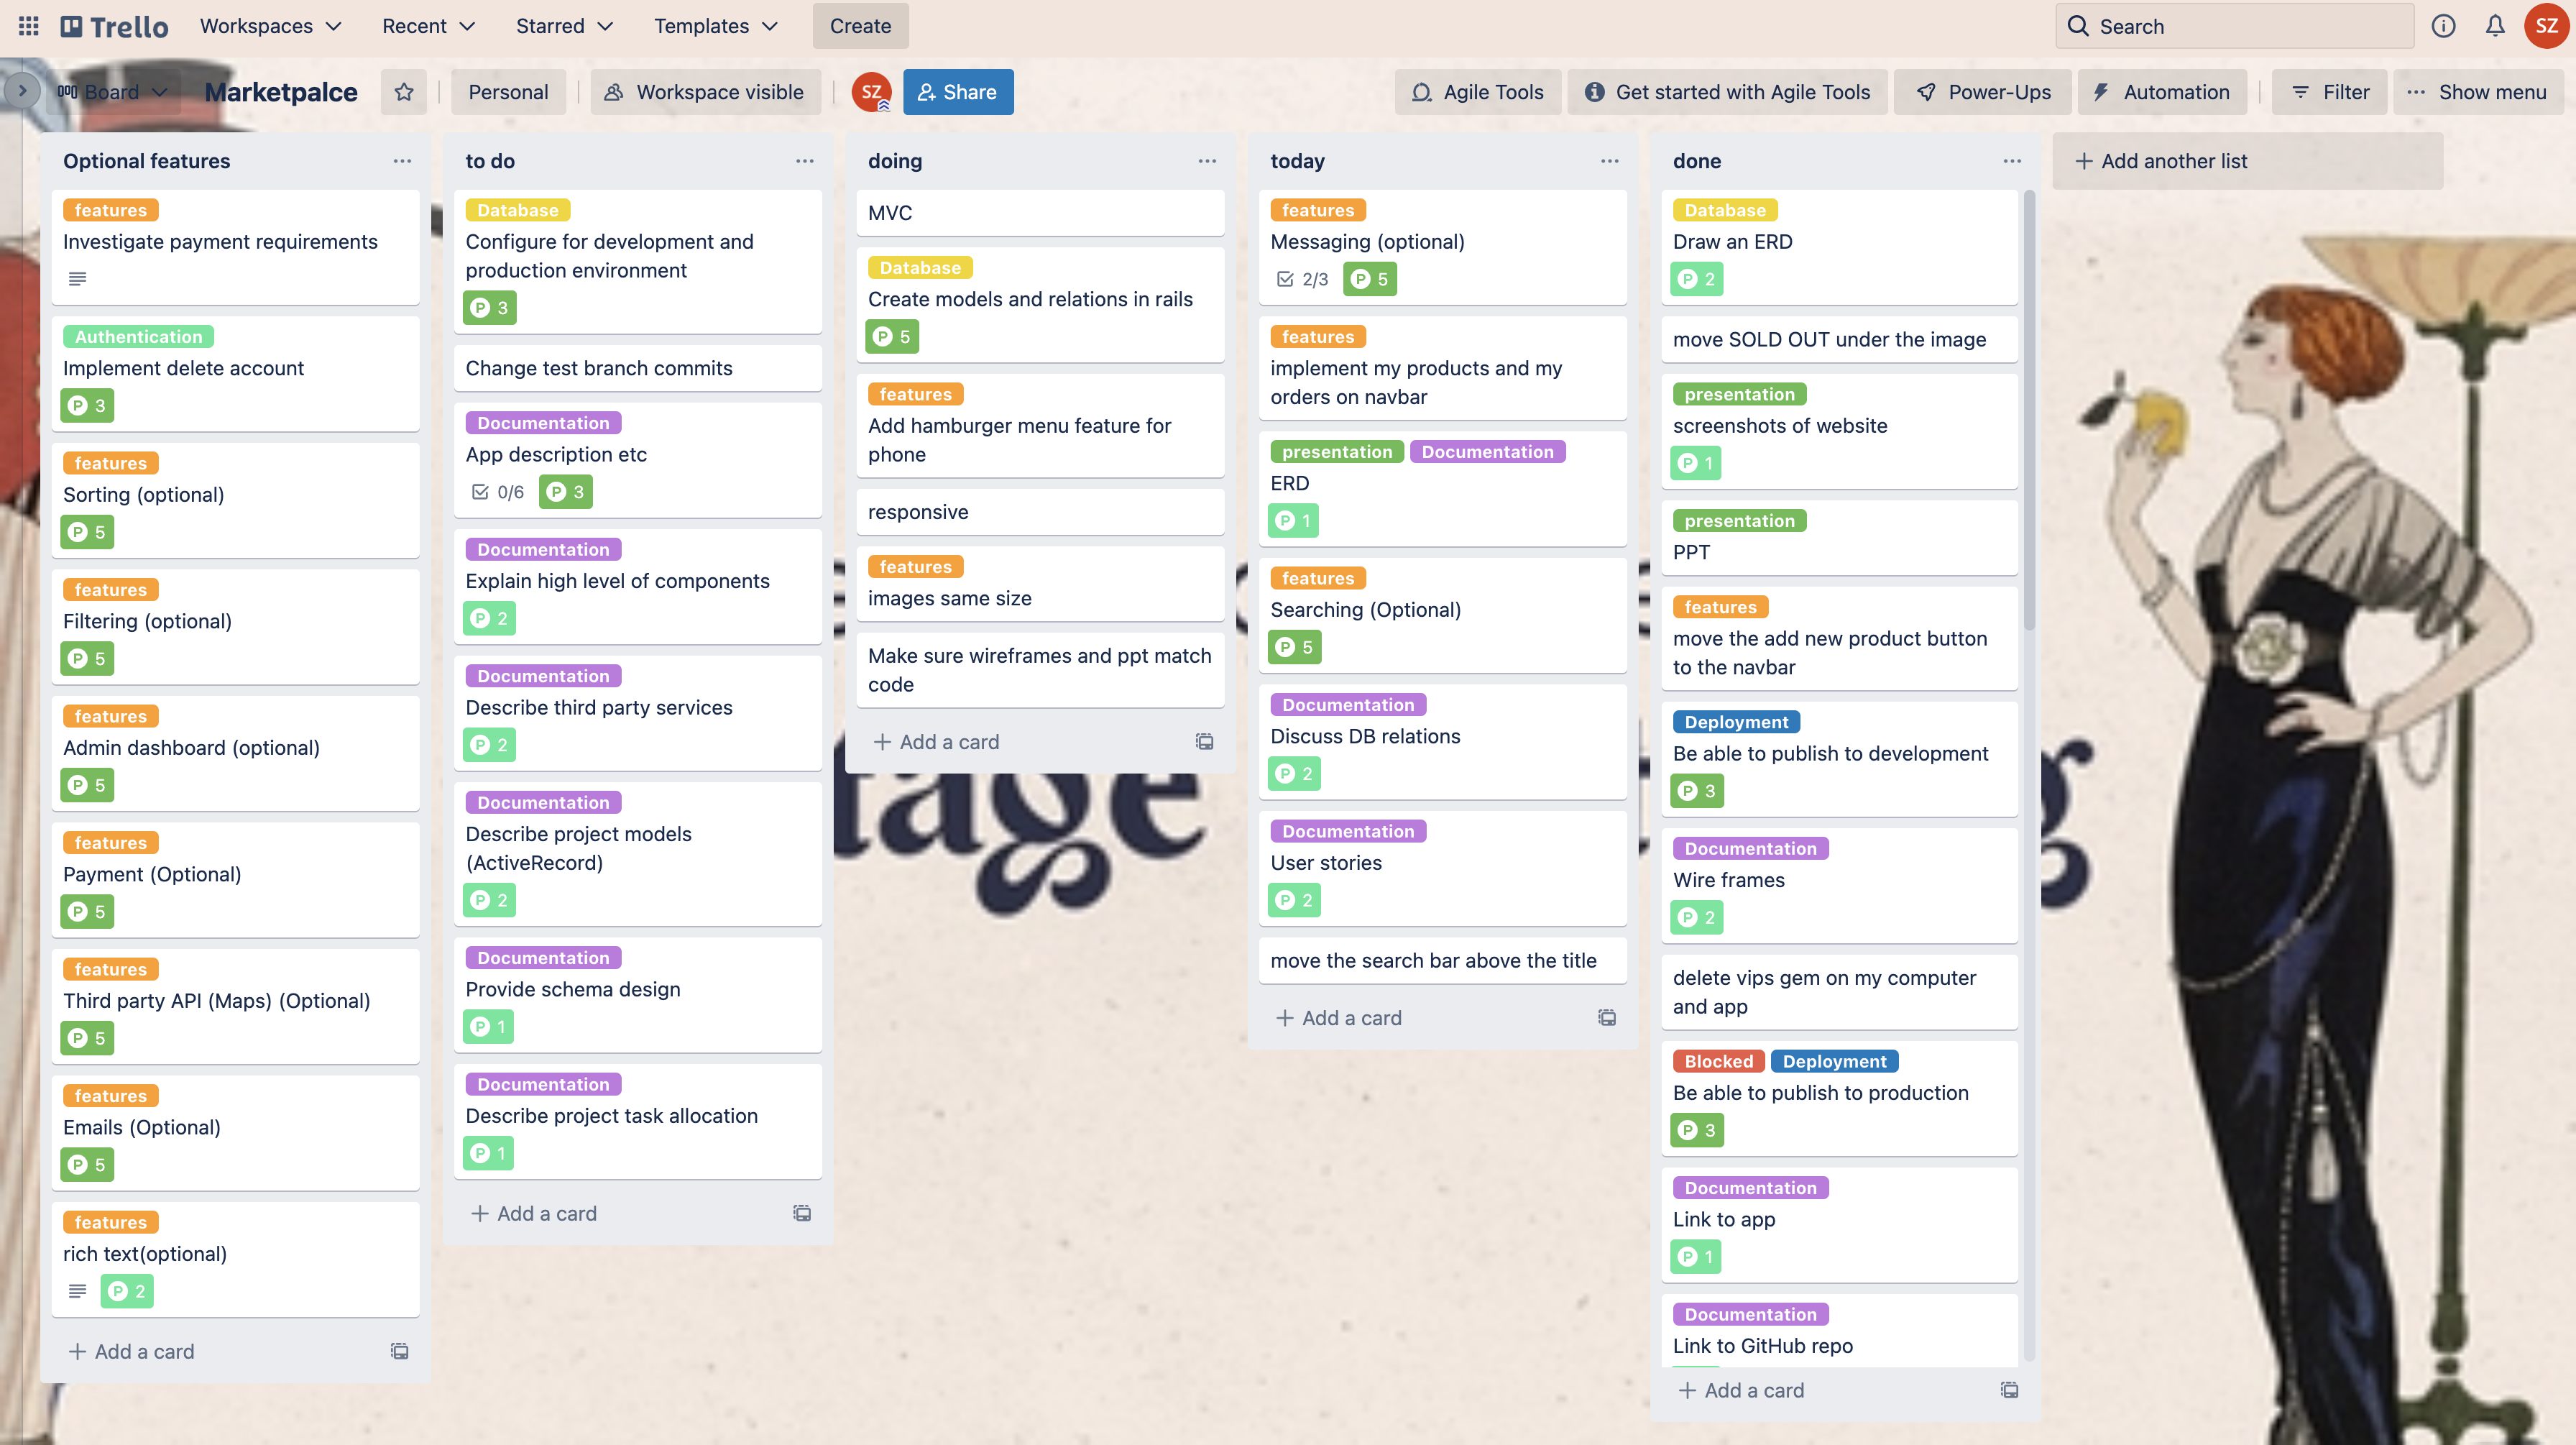 Trello Workspaces Recent Starred Templates Create Search SZ
Board Marketpalce Personal Workspace visible SZ Share Agile Tools Get started with Agile Tools Power-Ups Automation Filter Show menu
Optional features
features
Investigate payment requirements
Authentication
Implement delete account
P 3
features
Sorting (optional)
P 5
features
Filtering (optional)
P 5
features
Admin dashboard (optional)
P 5
features
Payment (Optional)
P 5
features
Third party API (Maps) (Optional)
P 5
features
Emails (Optional)
P 5
features
rich text(optional)
P 2
+ Add a card
to do
Database
Configure for development and
production environment
P 3
Change test branch commits
Documentation
App description etc
0/6 P 3
Documentation
Explain high level of components
P 2
Documentation
Describe third party services
P 2
Documentation
Describe project models
(ActiveRecord)
P 2
Documentation
Provide schema design
P 1
Documentation
Describe project task allocation
P 1
+ Add a card
doing
MVC
Database
Create models and relations in rails
P 5
features
Add hamburger menu feature for
phone
responsive
features
images same size
Make sure wireframes and ppt match
code
+ Add a card
today
features
Messaging (optional)
2/3 P 5
features
implement my products and my
orders on navbar
presentation Documentation
ERD
P 1
features
Searching (Optional)
P 5
Documentation
Discuss DB relations
P 2
Documentation
User stories
P 2
move the search bar above the title
+ Add a card
done
Database
Draw an ERD
P 2
move SOLD OUT under the image
presentation
screenshots of website
P 1
presentation
PPT
features
move the add new product button
to the navbar
Deployment
Be able to publish to development
P 3
Documentation
Wire frames
P 2
delete vips gem on my computer
and app
Blocked Deployment
Be able to publish to production
P 3
Documentation
Link to app
P 1
Documentation
Link to GitHub repo
+ Add a card
+ Add another list